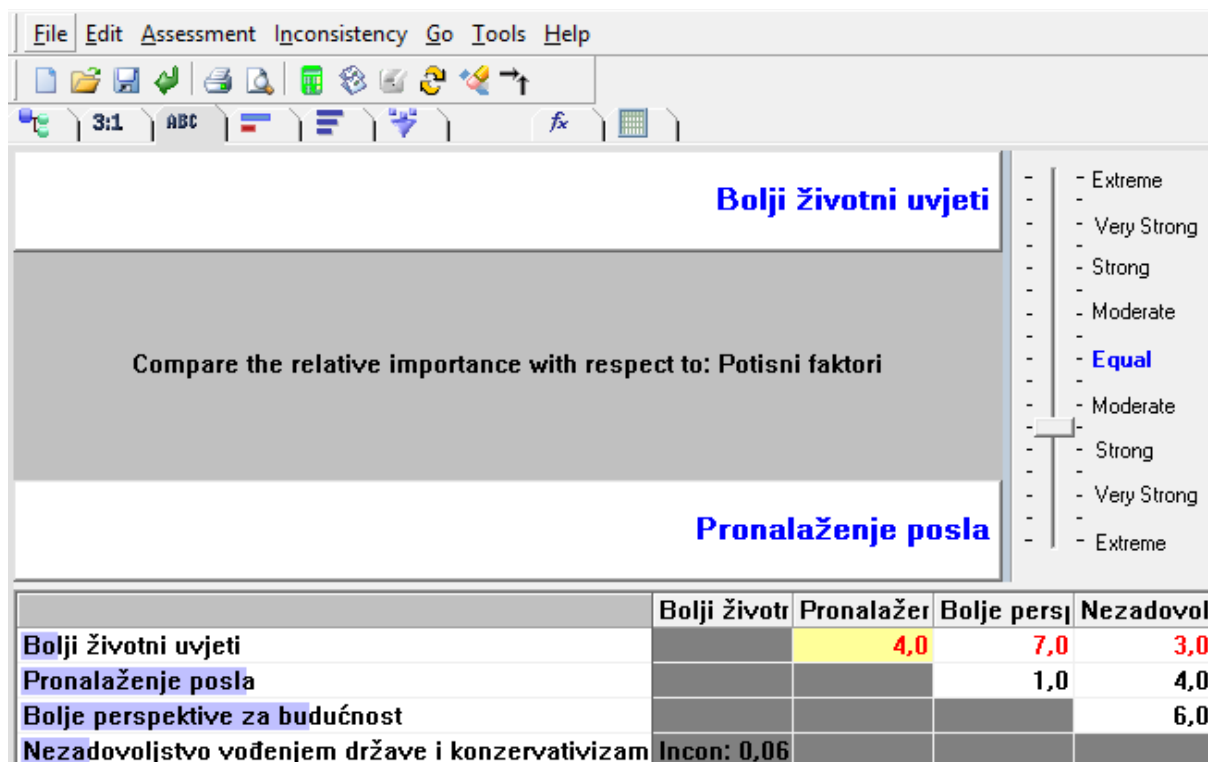 File Edit Assessment Inconsistency Go Tools Help
3:1 ABC fx
Bolji životni uvjeti
Compare the relative importance with respect to: Potisni faktori
Pronalaženje posla
Extreme
Very Strong
Strong
Moderate
Equal
Moderate
Strong
Very Strong
Extreme
Bolji životr Pronalažer Bolje persp Nezadovol
Bolji životni uvjeti 4,0 7,0 3,0
Pronalaženje posla 1,0 4,0
Bolje perspektive za budućnost 6,0
Nezadovoljstvo vođenjem države i konzervativizam Incon: 0,06